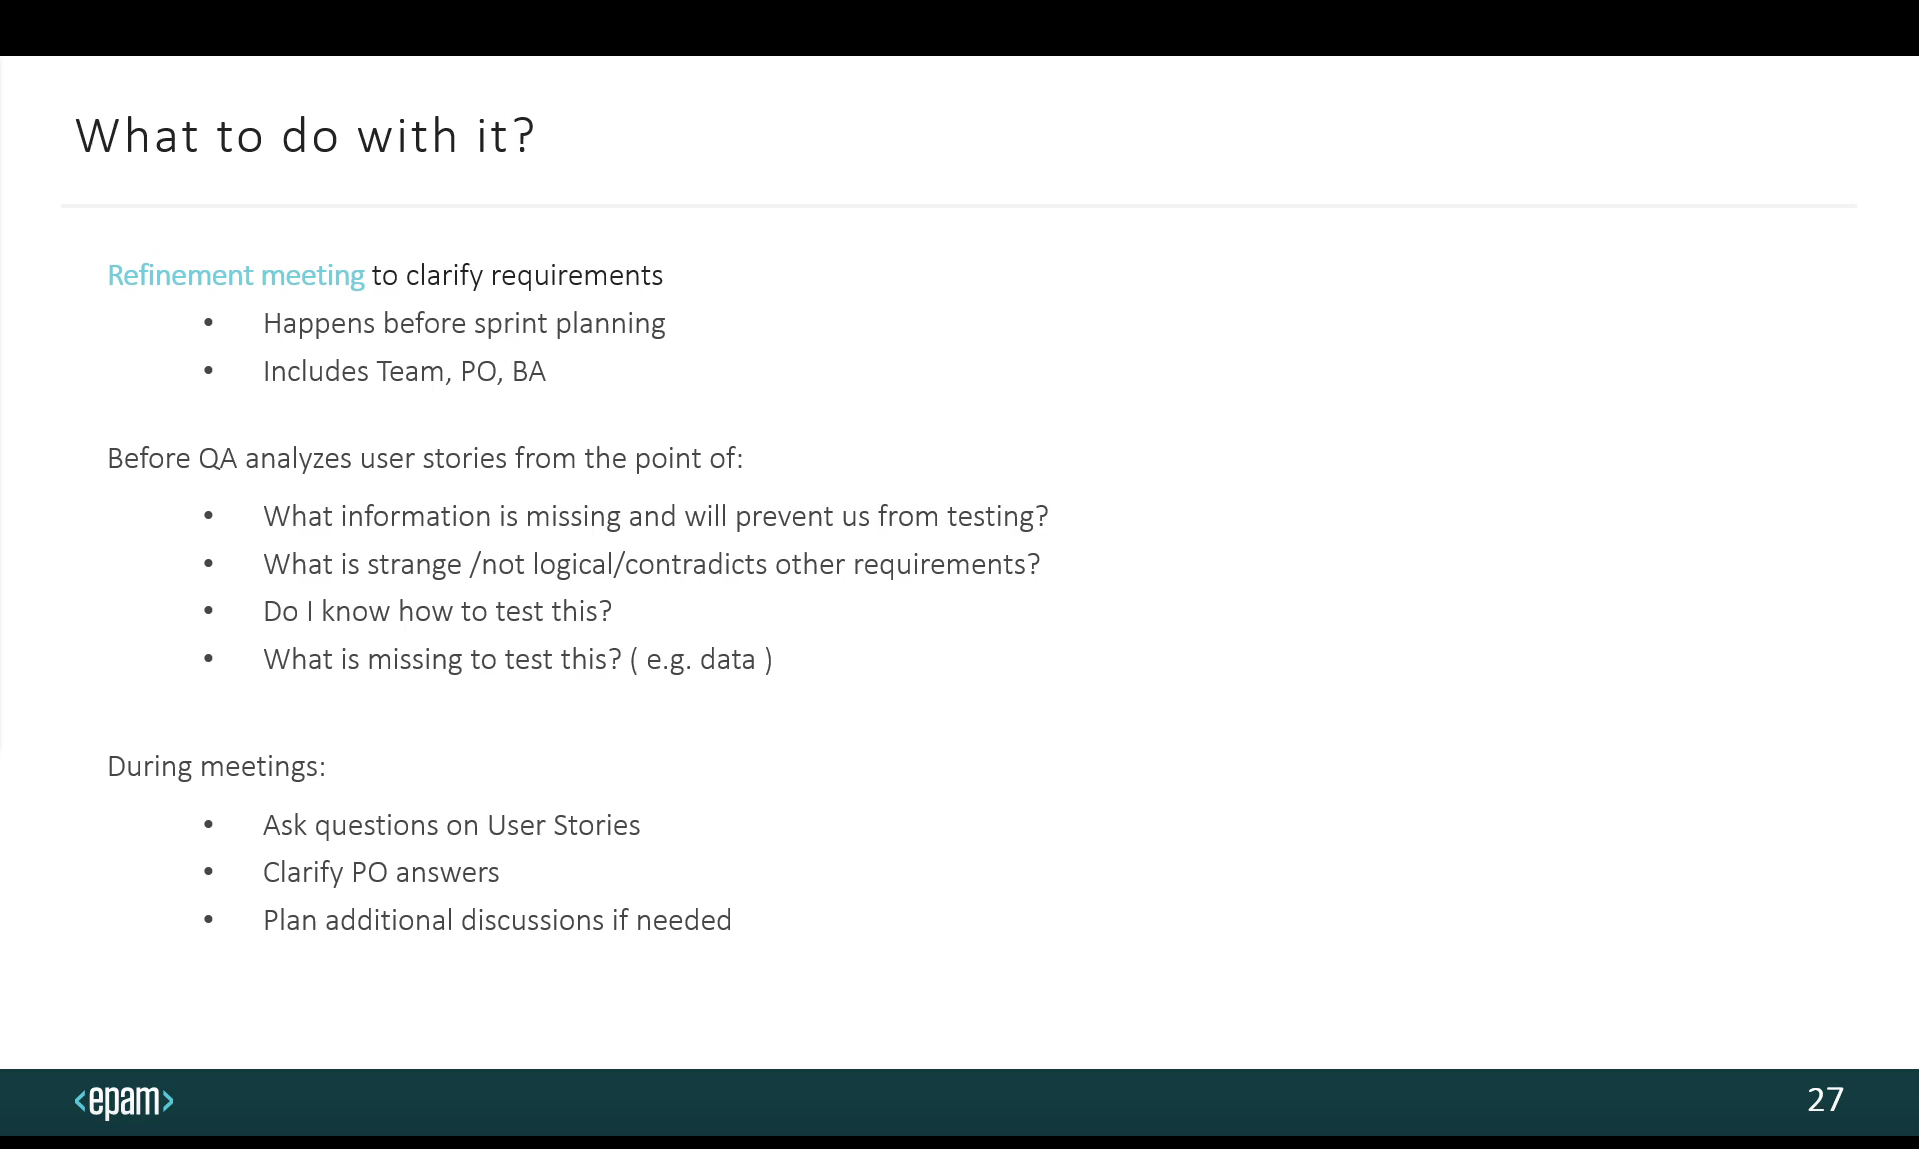 What to do with it?
Refinement meeting to clarify requirements
• Happens before sprint planning
• Includes Team, PO, BA
Before QA analyzes user stories from the point of:
• What information is missing and will prevent us from testing?
• What is strange /not logical/contradicts other requirements?
• Do I know how to test this?
• What is missing to test this? ( e.g. data )
During meetings:
• Ask questions on User Stories
• Clarify PO answers
• Plan additional discussions if needed
<epam>
27